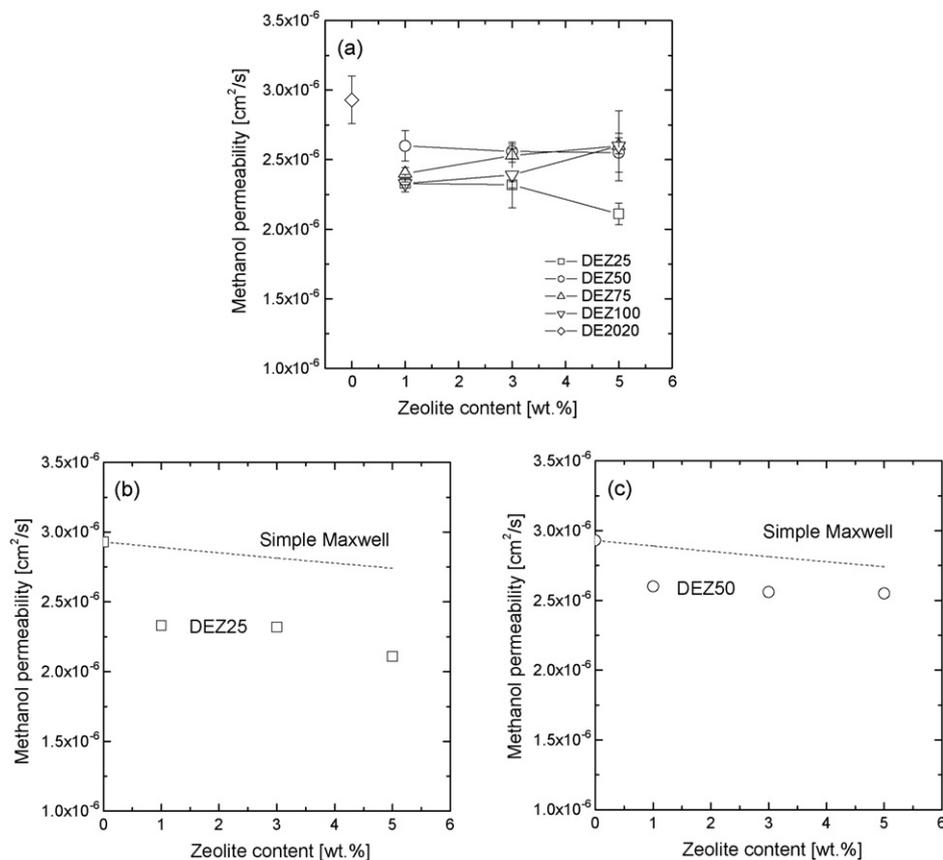 (a)
Methanol permeability [cm²/s]
3.5x10⁻⁶
3.0x10⁻⁶
2.5x10⁻⁶
2.0x10⁻⁶
1.5x10⁻⁶
1.0x10⁻⁶
DEZ25
DEZ50
DEZ75
DEZ100
DE2020
0 1 2 3 4 5 6
Zeolite content [wt.%]
(b)
Methanol permeability [cm²/s]
3.5x10⁻⁶
3.0x10⁻⁶
2.5x10⁻⁶
2.0x10⁻⁶
1.5x10⁻⁶
1.0x10⁻⁶
Simple Maxwell
DEZ25
0 1 2 3 4 5 6
Zeolite content [wt.%]
(c)
Methanol permeability [cm²/s]
3.5x10⁻⁶
3.0x10⁻⁶
2.5x10⁻⁶
2.0x10⁻⁶
1.5x10⁻⁶
1.0x10⁻⁶
Simple Maxwell
DEZ50
0 1 2 3 4 5 6
Zeolite content [wt.%]